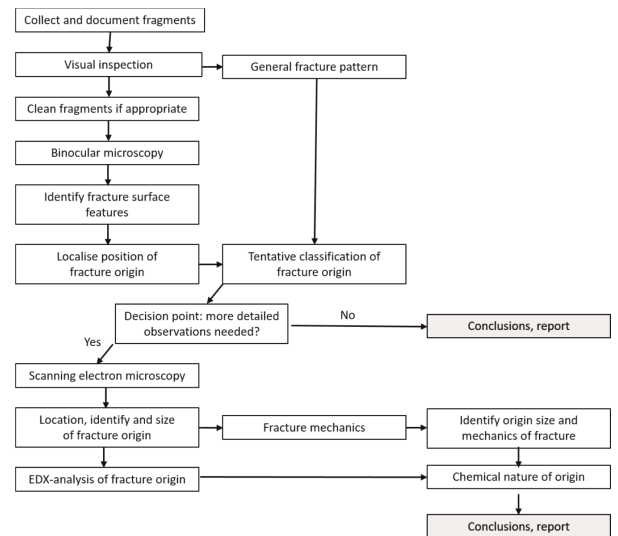 Collect and document fragments
Visual inspection
General fracture pattern
Clean fragments if appropriate
Binocular microscopy
Identify fracture surface
features
Localise position of
fracture origin
Tentative classification of
fracture origin
Decision point: more detailed
observations needed?
No
Conclusions, report
Yes
Scanning electron microscopy
Location, identify and size
of fracture origin
Fracture mechanics
Identify origin size and
mechanics of fracture
EDX-analysis of fracture origin
Chemical nature of origin
Conclusions, report